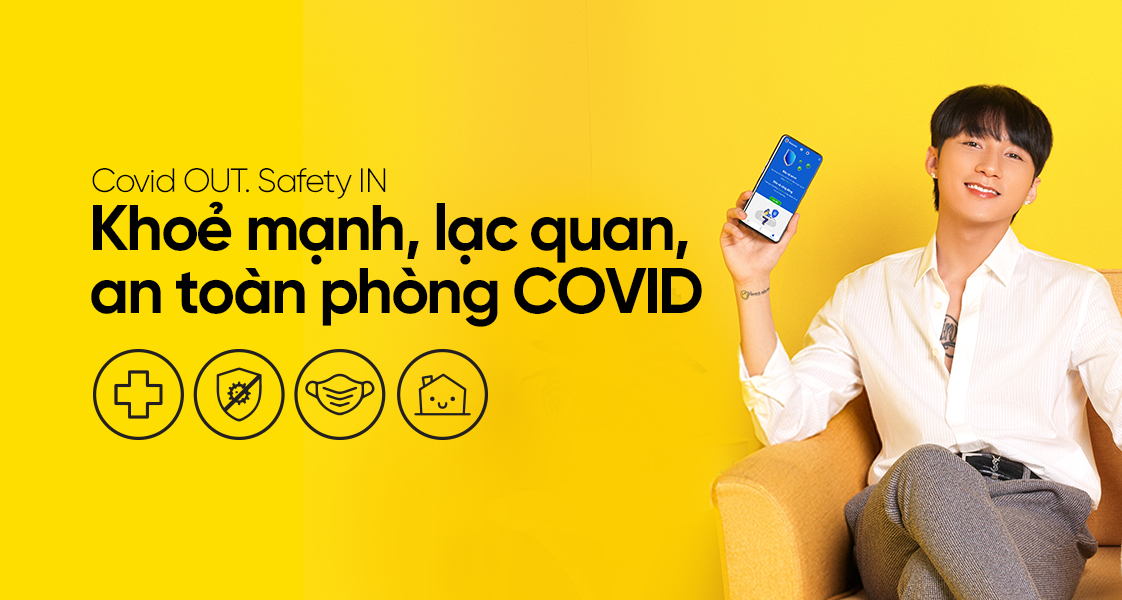 Covid OUT. Safety IN
Khoẻ mạnh, lạc quan,
an toàn phòng COVID